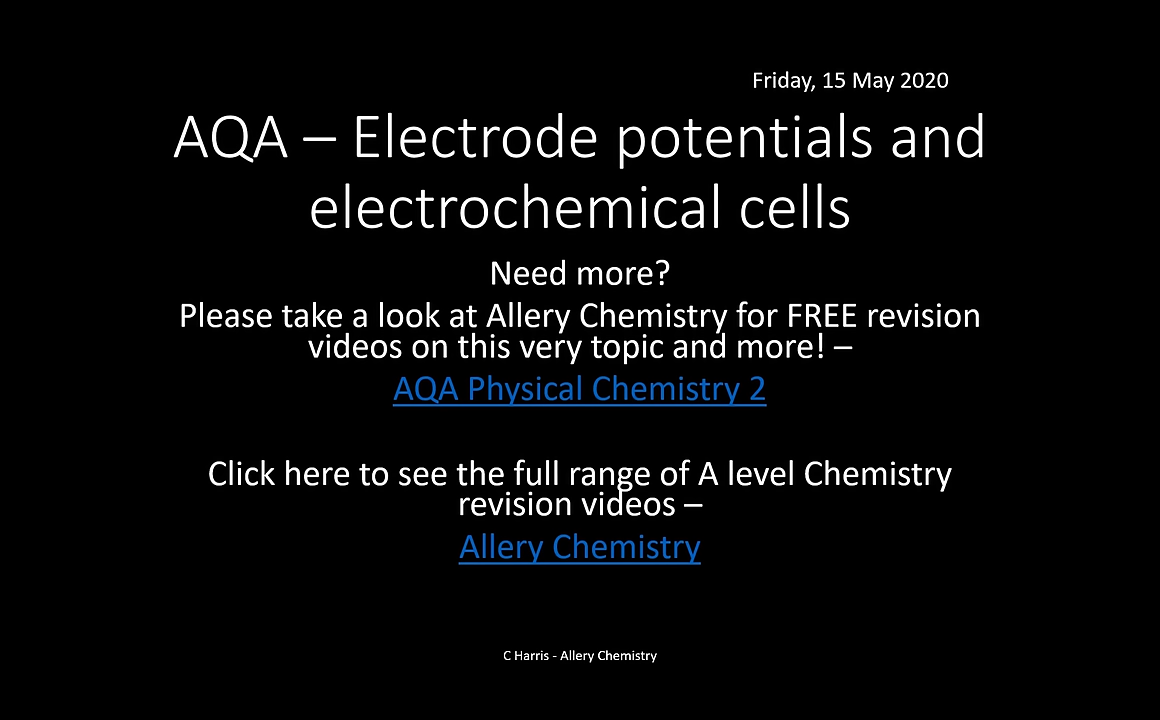 Friday, 15 May 2020
AQA – Electrode potentials and
electrochemical cells
Need more?
Please take a look at Allery Chemistry for FREE revision
videos on this very topic and more! –
AQA Physical Chemistry 2
Click here to see the full range of A level Chemistry
revision videos –
Allery Chemistry
C Harris - Allery Chemistry